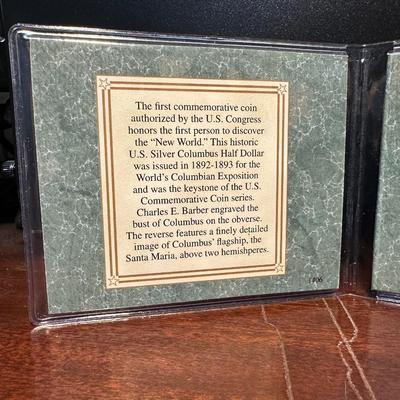 The first commemorative coin
authorized by the U.S. Congress
honors the first person to discover
the “New World.” This historic
U.S. Silver Columbus Half Dollar
was issued in 1892-1893 for the
World’s Columbian Exposition
and was the keystone of the U.S.
Commemorative Coin series.
Charles E. Barber engraved the
bust of Columbus on the obverse.
The reverse features a finely detailed
image of Columbus’ flagship, the
Santa Maria, above two hemishperes.
1406